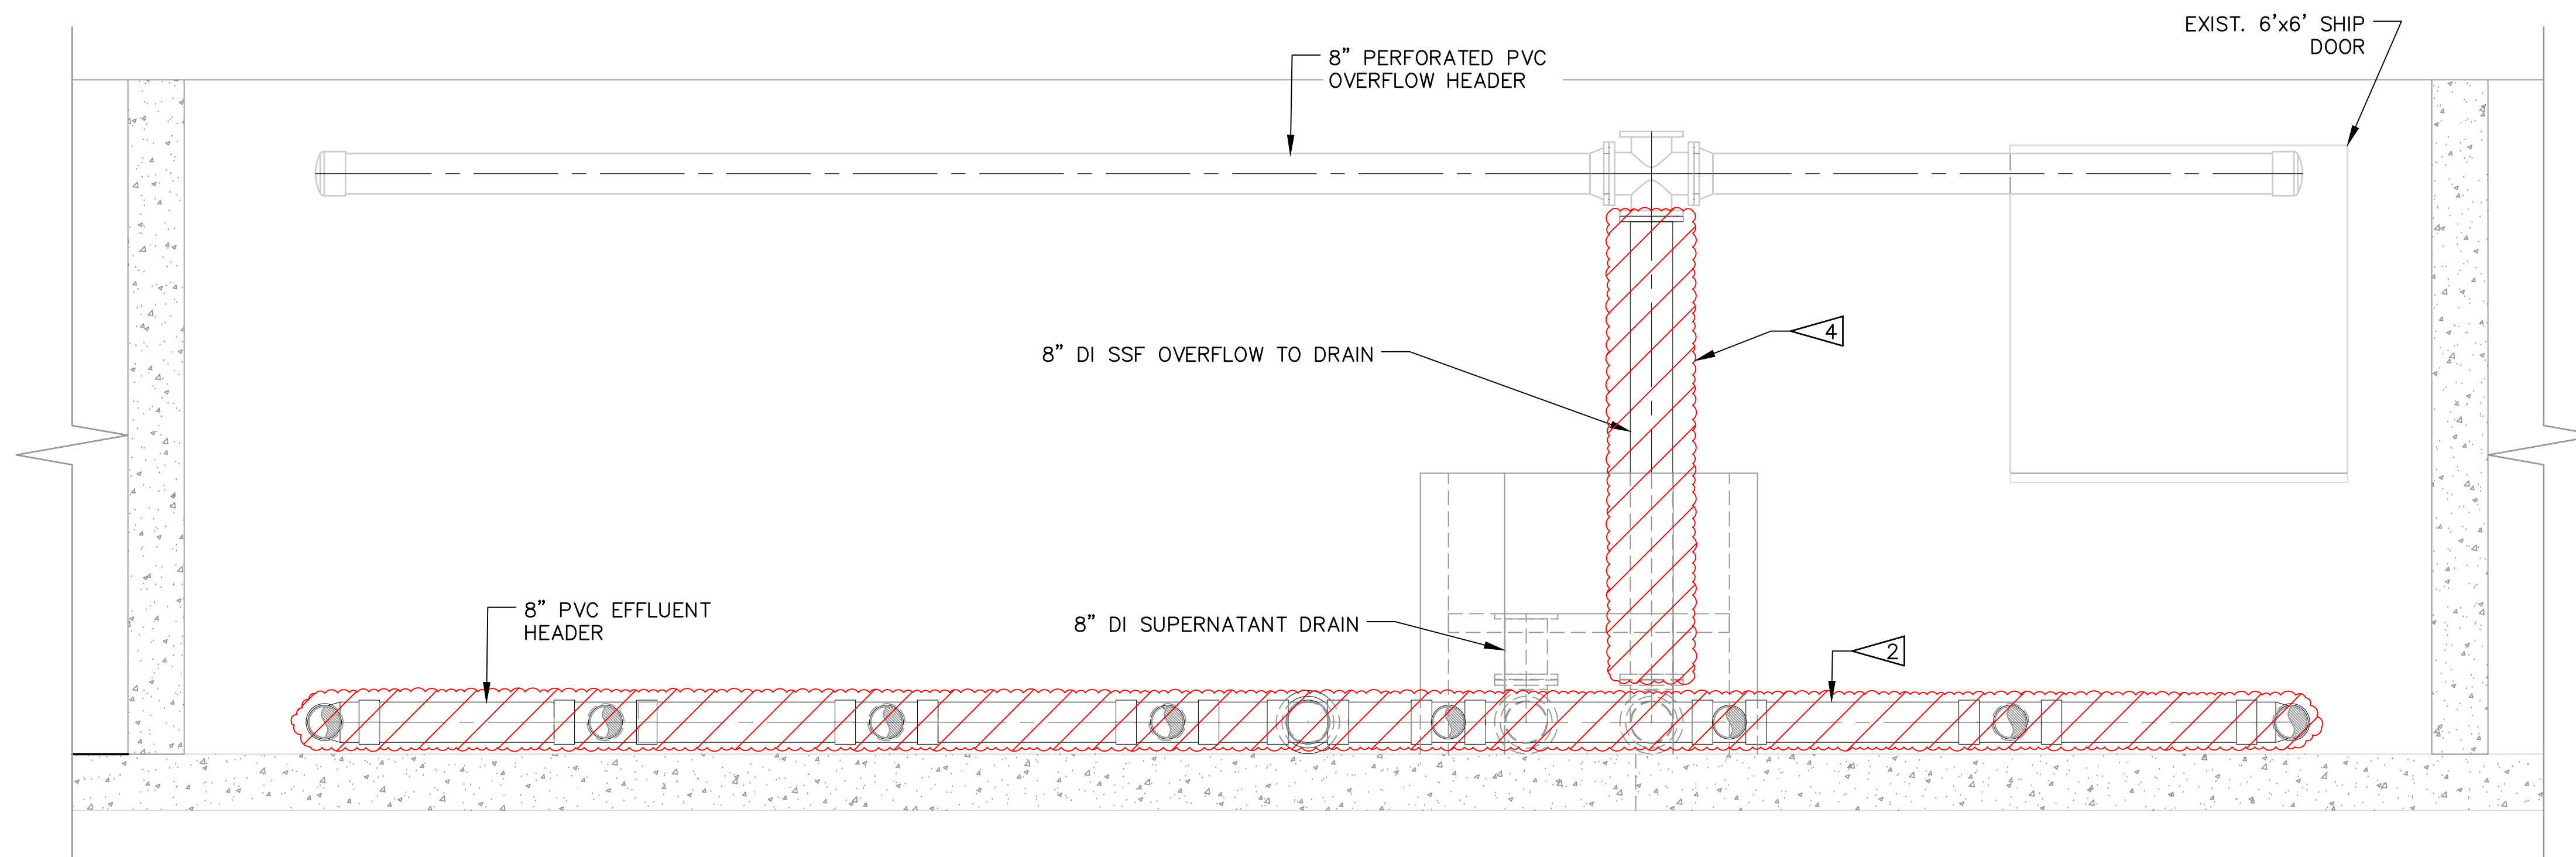 EXIST. 6'x6' SHIP
DOOR
8" PERFORATED PVC
OVERFLOW HEADER
4
8" DI SSF OVERFLOW TO DRAIN
8" PVC EFFLUENT
HEADER
8" DI SUPERNATANT DRAIN
2